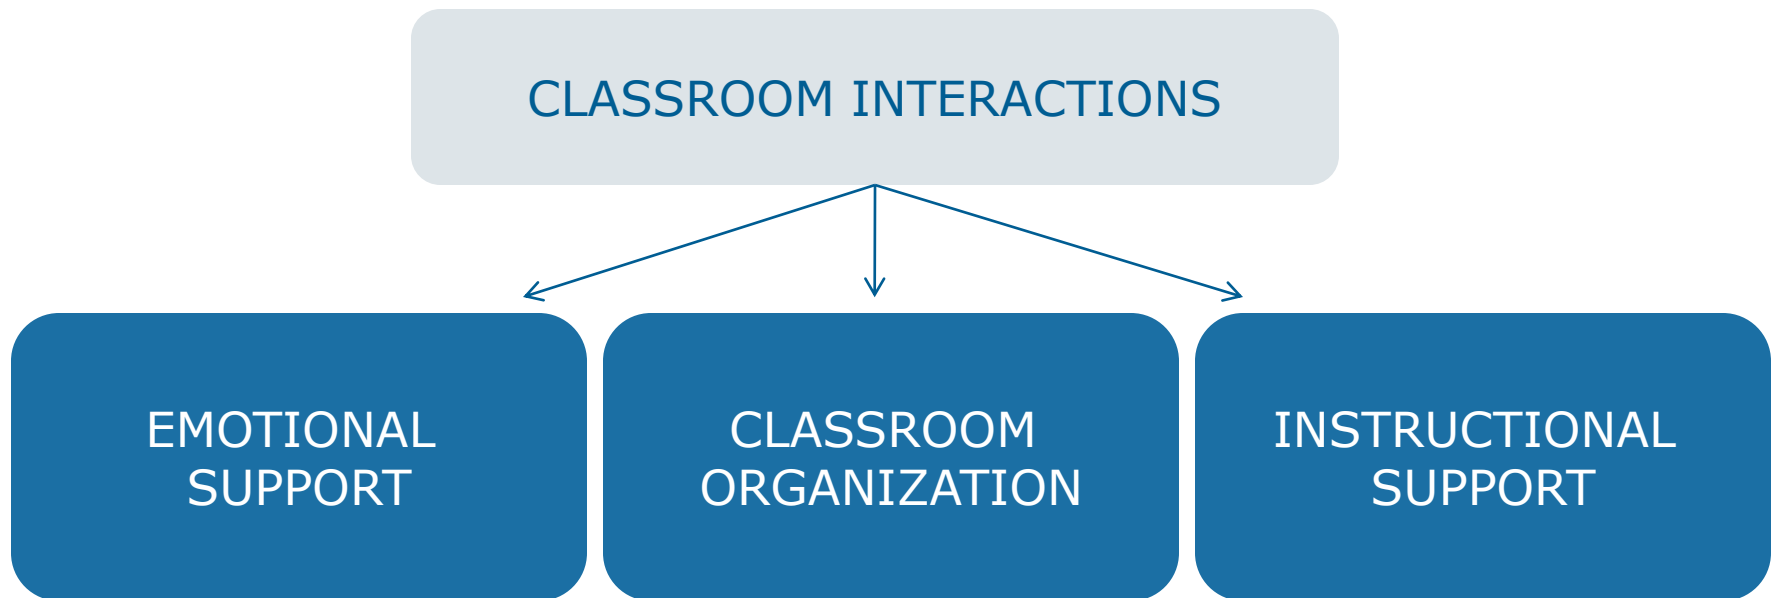 CLASSROOM INTERACTIONS
EMOTIONAL
SUPPORT
CLASSROOM
ORGANIZATION
INSTRUCTIONAL
SUPPORT